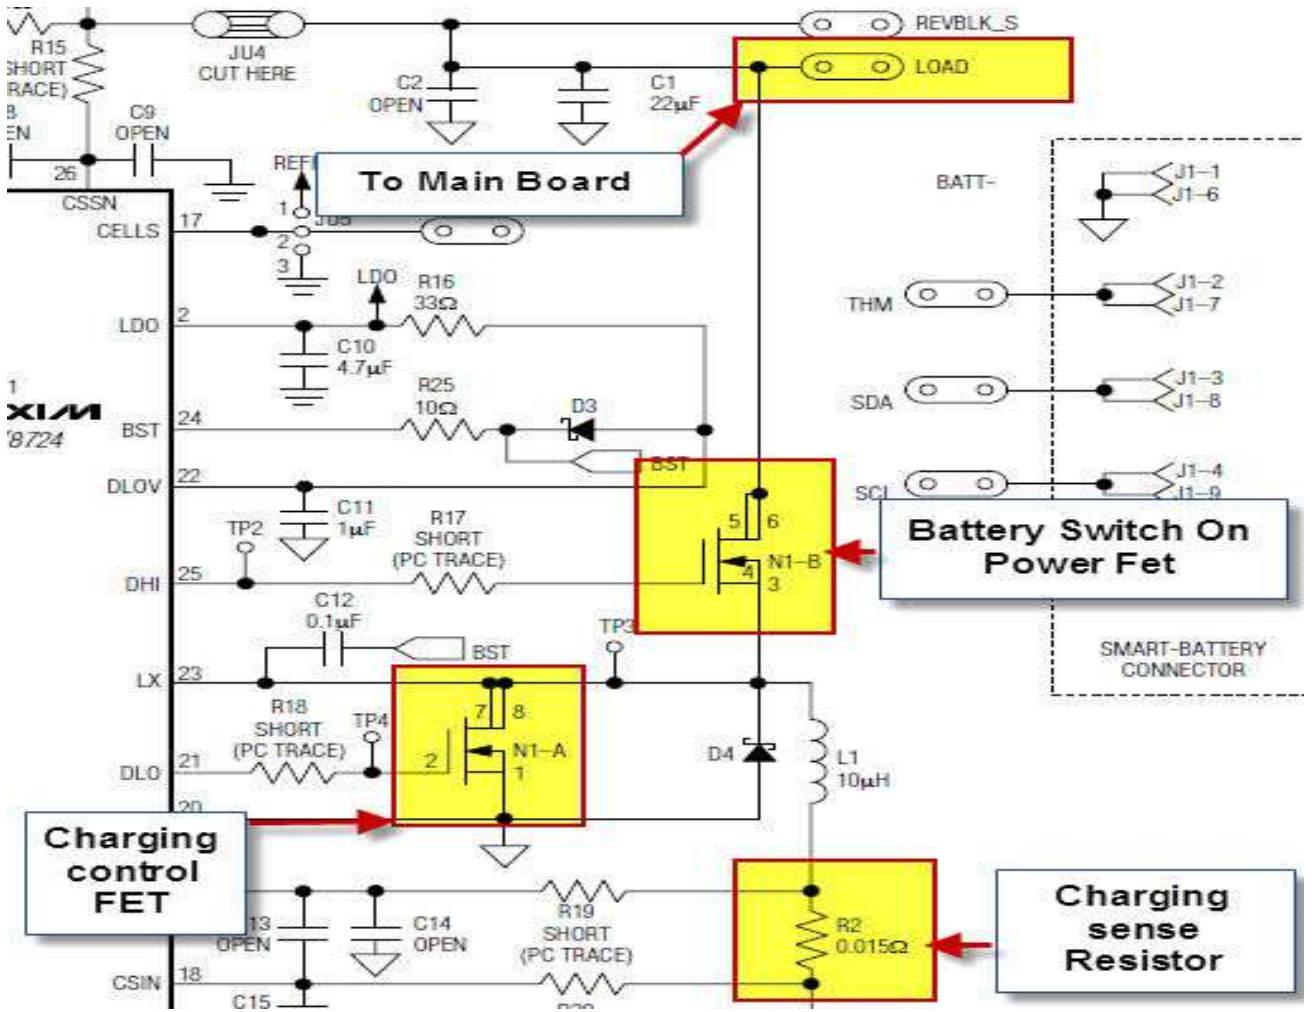 REVBLK_S
R15
SHORT
TRACE)
JU4
CUT HERE
C2
OPEN
C1
22µF
LOAD
C9
OPEN
26
CSSN
To Main Board
BATT-
J1-1
J1-6
CELLS
17
1
2
3
LDO
R16
33Ω
THM
J1-2
J1-7
LDO
2
C10
4.7µF
1
R25
10Ω
D3
SDA
J1-3
J1-8
8724
BST
24
BST
DLOV
22
C11
1µF
5 6
J1-4
J1-9
TP2
R17
SHORT
(PC TRACE)
N1-B
4
3
Battery Switch On
Power Fet
DHI
25
C12
0.1µF
BST
TP3
SMART-BATTERY
CONNECTOR
LX
23
R18
SHORT
(PC TRACE)
TP4
7 8
N1-A
2
1
D4
L1
10µH
DLO
21
20
Charging
control
FET
R19
SHORT
(PC TRACE)
R2
0.015Ω
Charging
sense
Resistor
OPEN
C14
OPEN
CSIN
18
C15